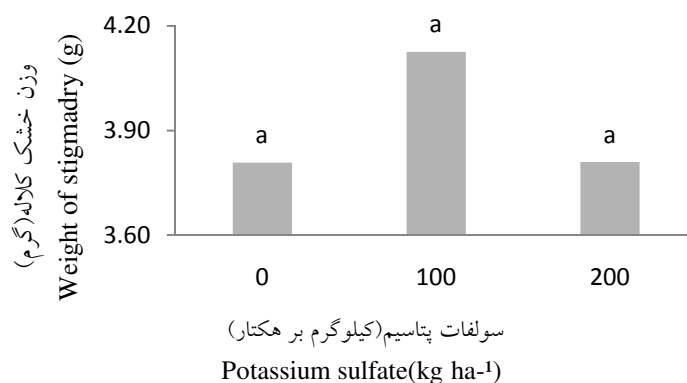 وزن خشک کلاله(گرم)
Weight of stigmadry (g)
4.20
3.90
3.60
a
a
a
0
100
200
سولفات پتاسیم(کیلوگرم بر هکتار)
Potassium sulfate(kg ha-¹)